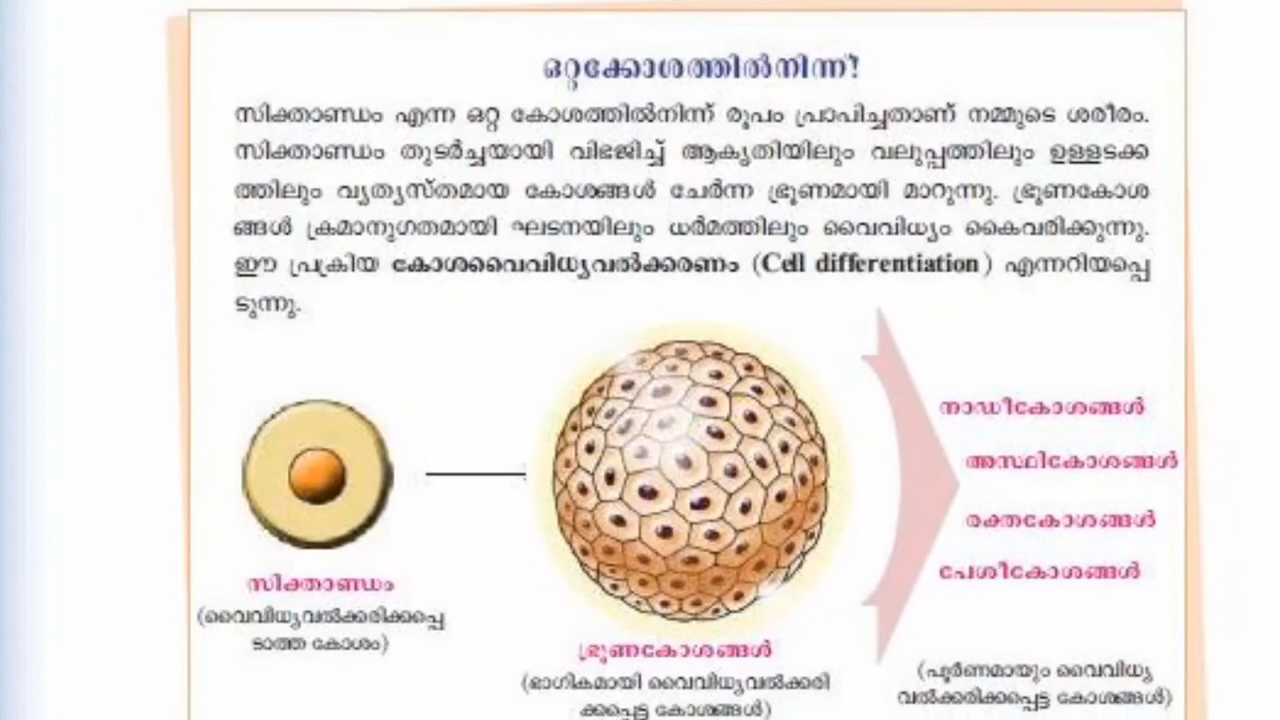 ഒറ്റക്കോശത്തിൽനിന്ന്!
സിക്താണ്ഡം എന്ന ഒറ്റ കോശത്തിൽനിന്ന് രൂപം പ്രാപിച്ചതാണ് നമ്മുടെ ശരീരം.
സിക്താണ്ഡം തുടർച്ചയായി വിഭജിച്ച് ആകൃതിയിലും വലുപ്പത്തിലും ഉള്ളടക്ക
ത്തിലും വ്യത്യസ്തമായ കോശങ്ങൾ ചേർന്ന ഭ്രൂണമായി മാറുന്നു. ഭ്രൂണകോശ
ങ്ങൾ ക്രമാനുഗതമായി ഘടനയിലും ധർമത്തിലും വൈവിധ്യം കൈവരിക്കുന്നു.
ഈ പ്രക്രിയ കോശവൈവിധ്യവൽക്കരണം (Cell differentiation) എന്നറിയപ്പെ
ടുന്നു.
നാഡീകോശങ്ങൾ
അസ്ഥികോശങ്ങൾ
രക്തകോശങ്ങൾ
പേശീകോശങ്ങൾ
സിക്താണ്ഡം
(വൈവിധ്യവൽക്കരിക്കപ്പെ
ടാത്ത കോശം)
ഭ്രൂണകോശങ്ങൾ
(ഭാഗികമായി വൈവിധ്യവൽക്കരി
ക്കപ്പെട്ട കോശങ്ങൾ)
(പൂർണമായും വൈവിധ്യ
വൽക്കരിക്കപ്പെട്ട കോശങ്ങൾ)